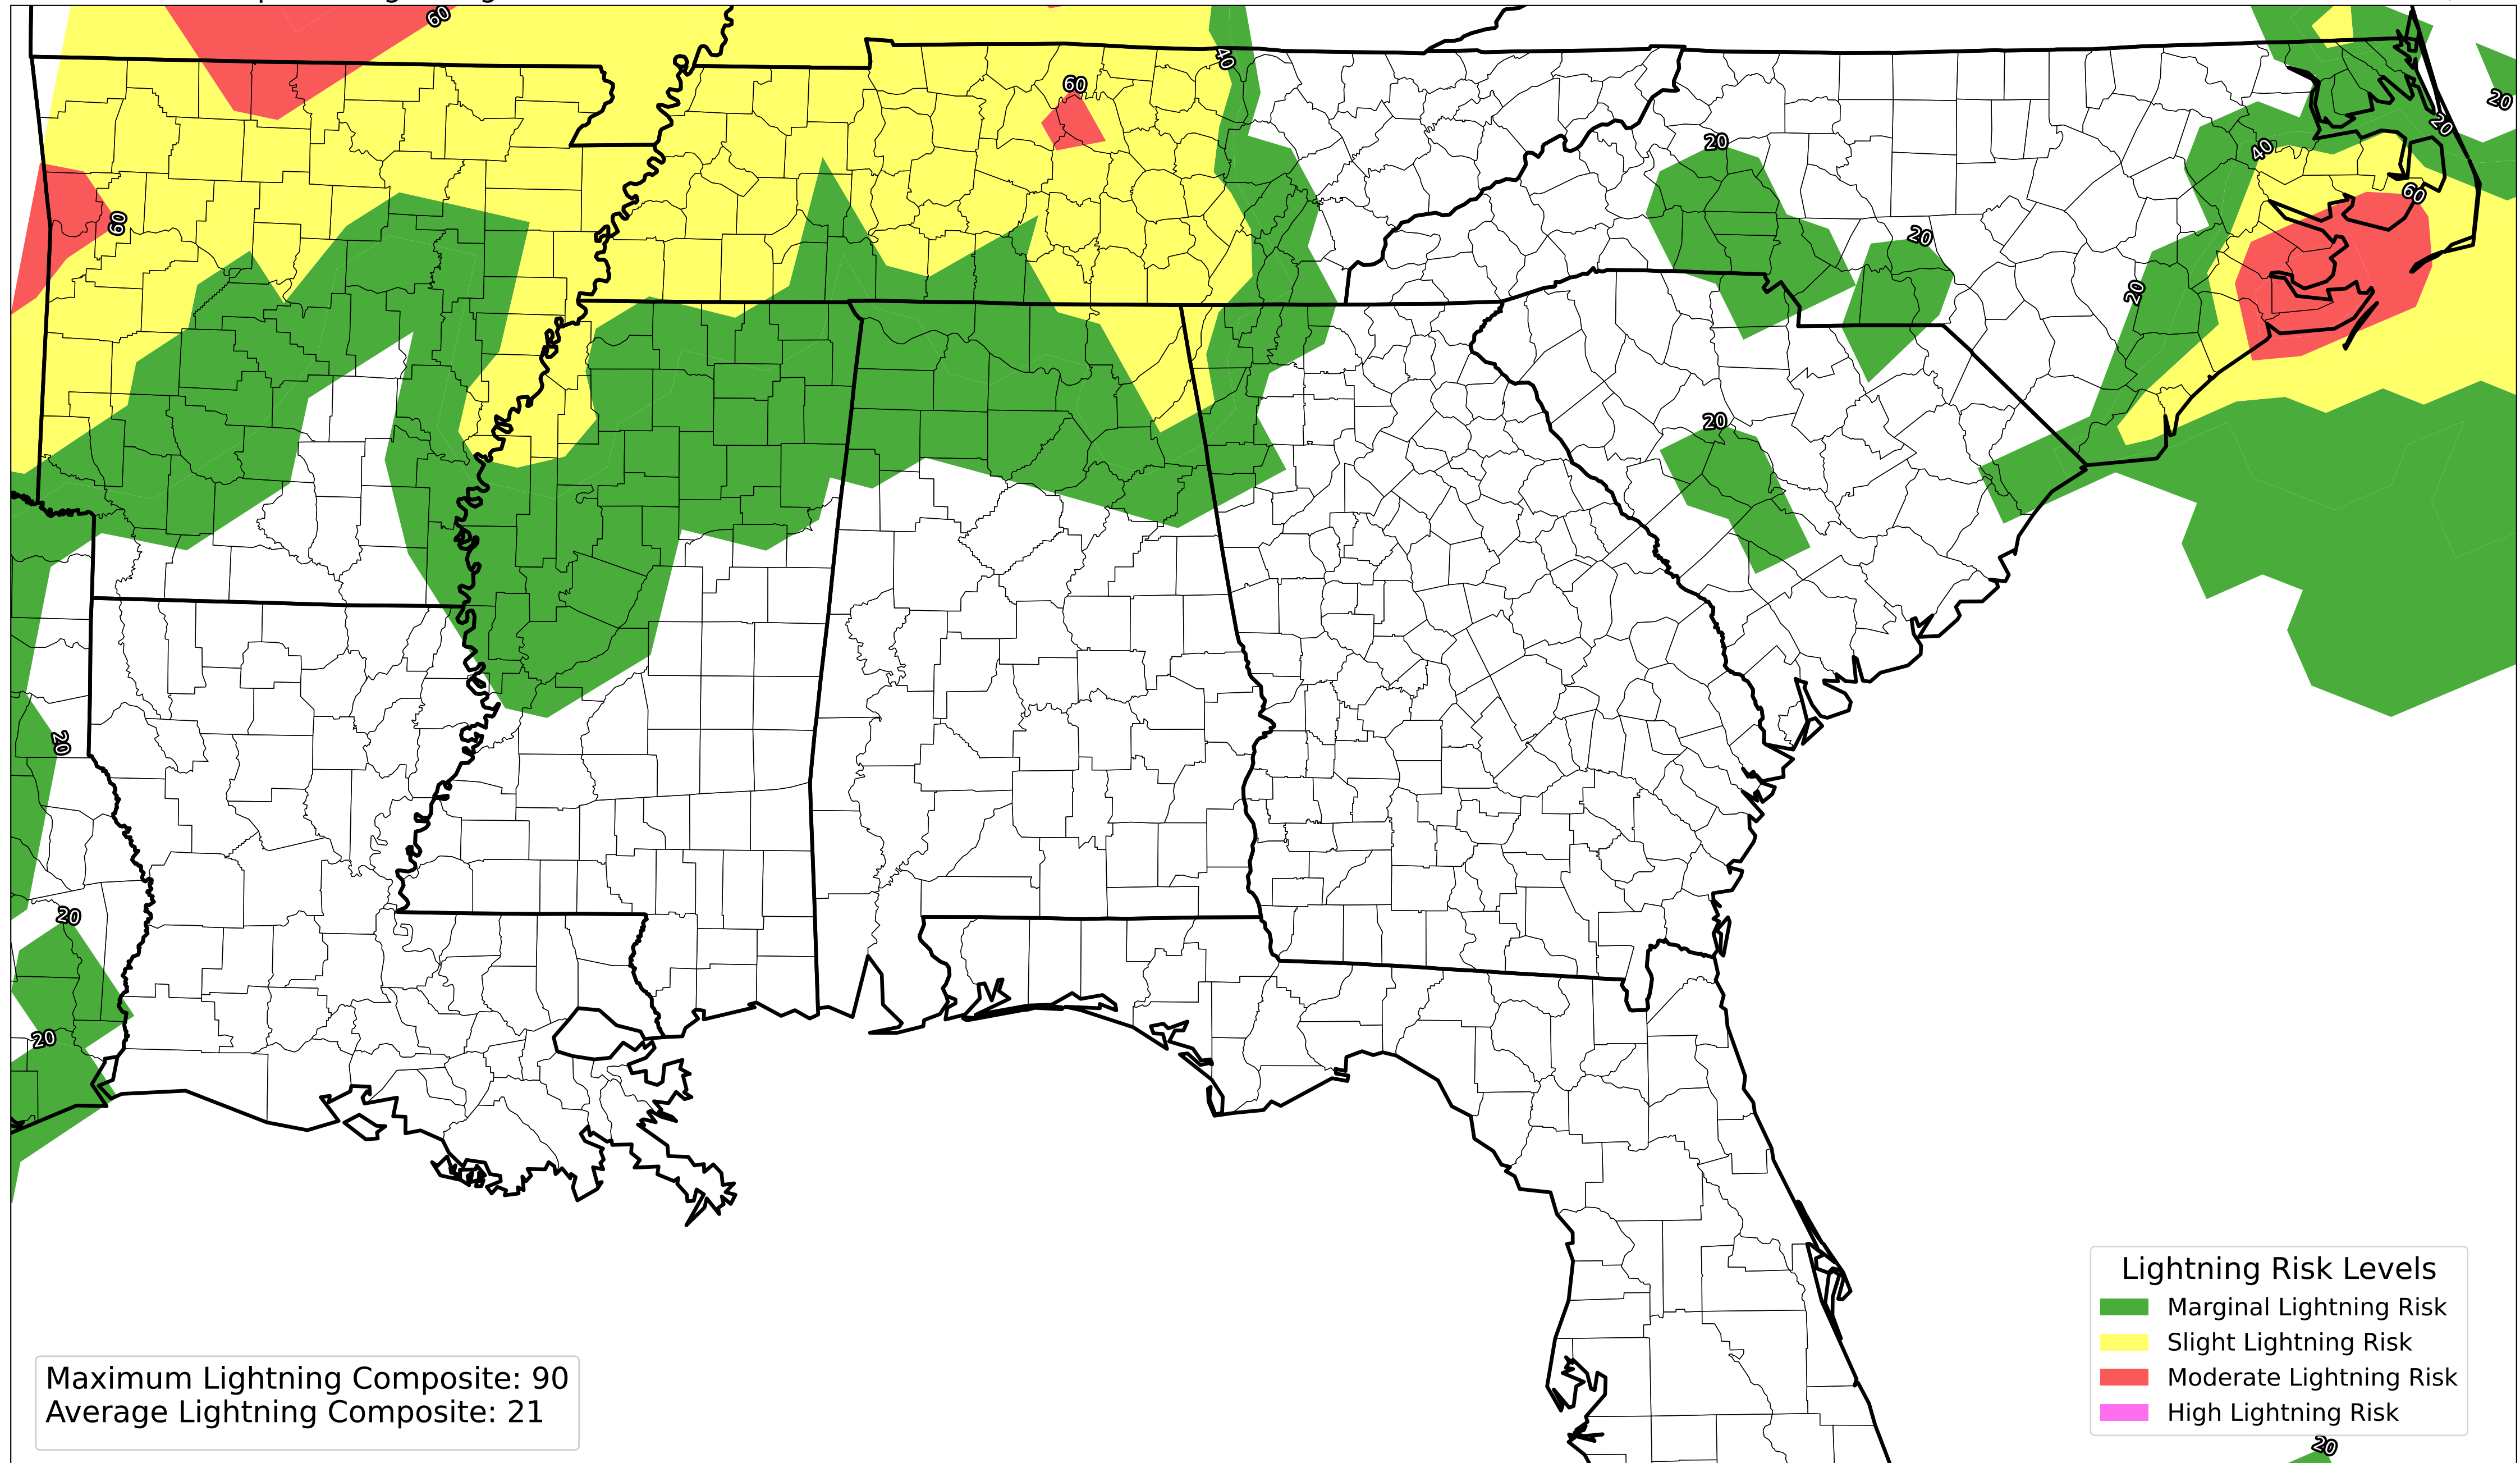 60
40
60
20
20
40
20
60
60
20
20
20
20
20
20
20
Lightning Risk Levels
Marginal Lightning Risk
Slight Lightning Risk
Moderate Lightning Risk
High Lightning Risk
Maximum Lightning Composite: 90
Average Lightning Composite: 21
20